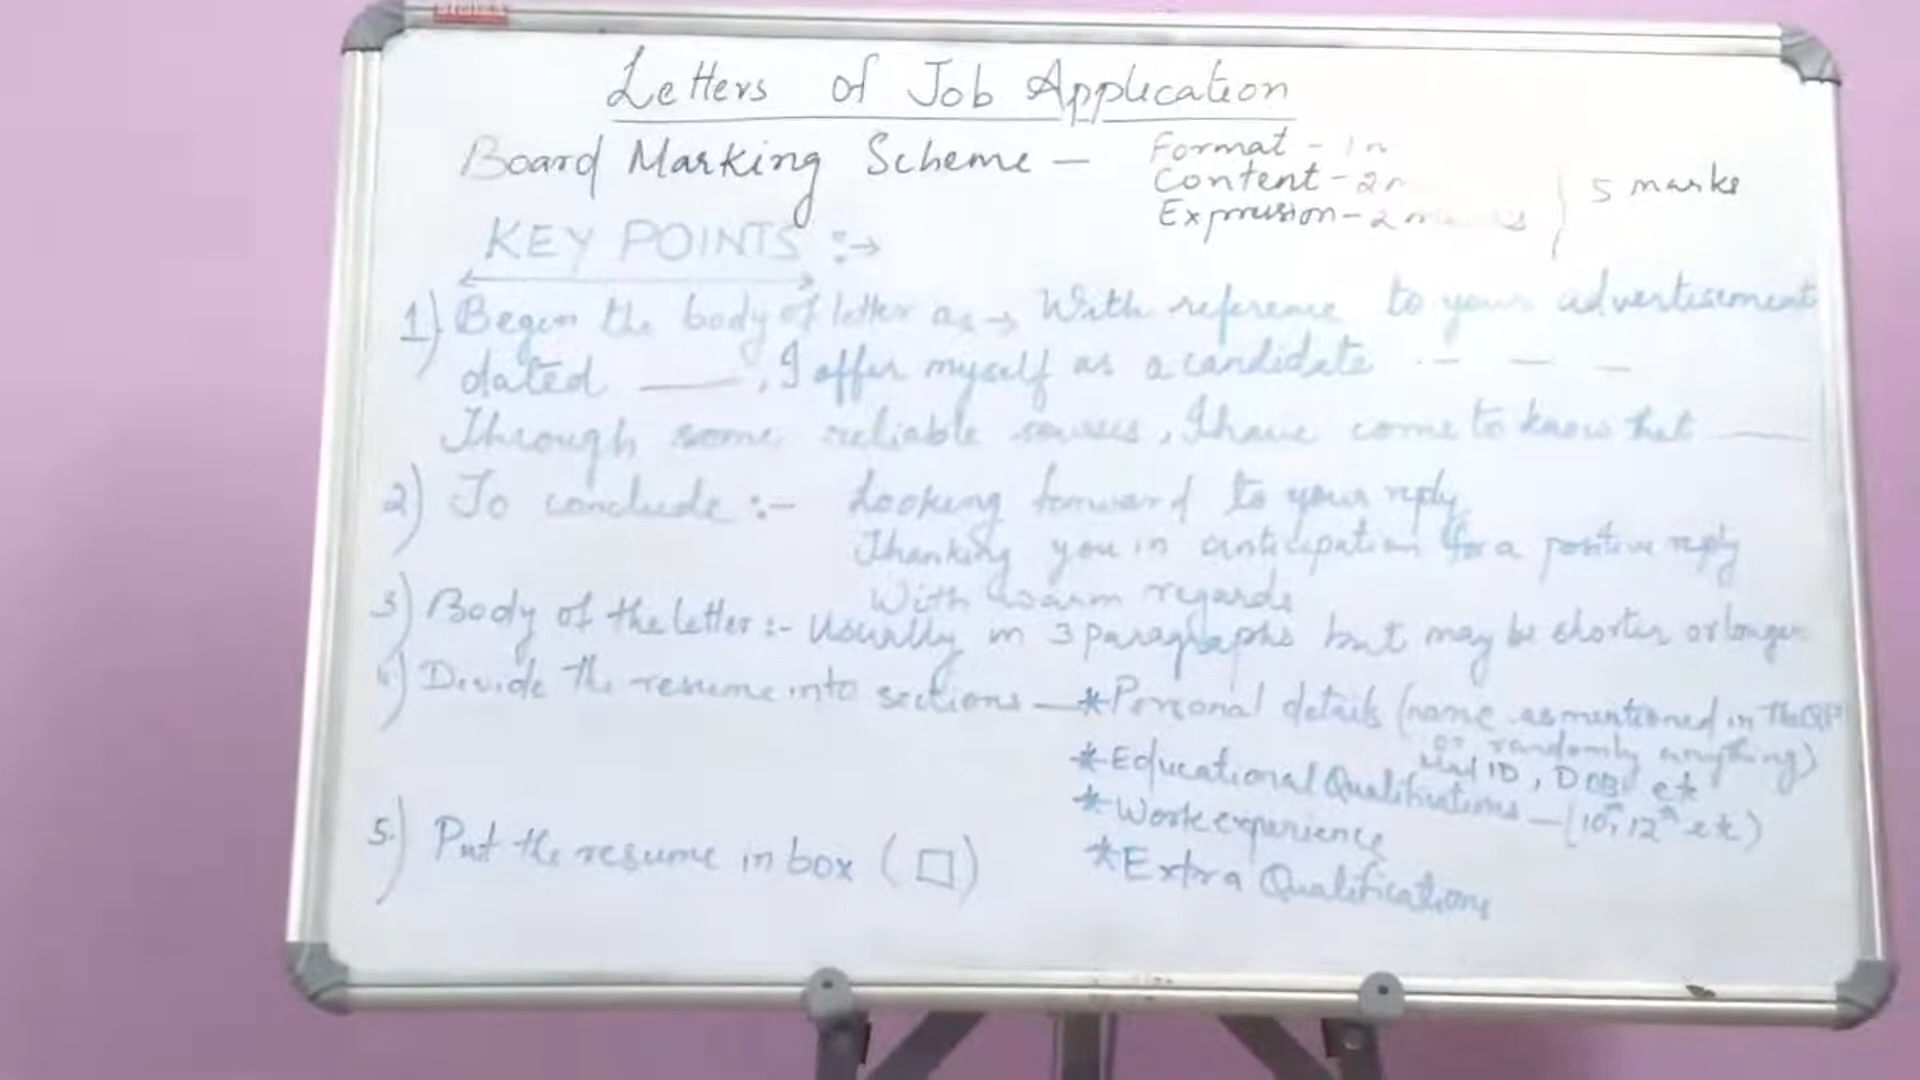 Letters of Job Application
Board Marking Scheme –
Format - 1
Content - 2
Expression - 2
5 marks
KEY POINTS :→
1) Begin the body of letter as → With reference to your advertisement
dated ____, I offer myself as a candidate - - -
Through some reliable sources, I have come to know that ____
2) To conclude :- Looking forward to your reply
Thanking you in anticipation for a positive reply
With warm regards
3) Body of the letter :- Usually in 3 paragraphs but may be shorter or longer
4) Divide the resume into sections — * Personal details (name as mentioned in the QP
or randomly anything)
Mail ID, DOB etc
* Educational Qualifications – (10th, 12th etc)
* Work experience
* Extra Qualifications
5.) Put the resume in box (□)